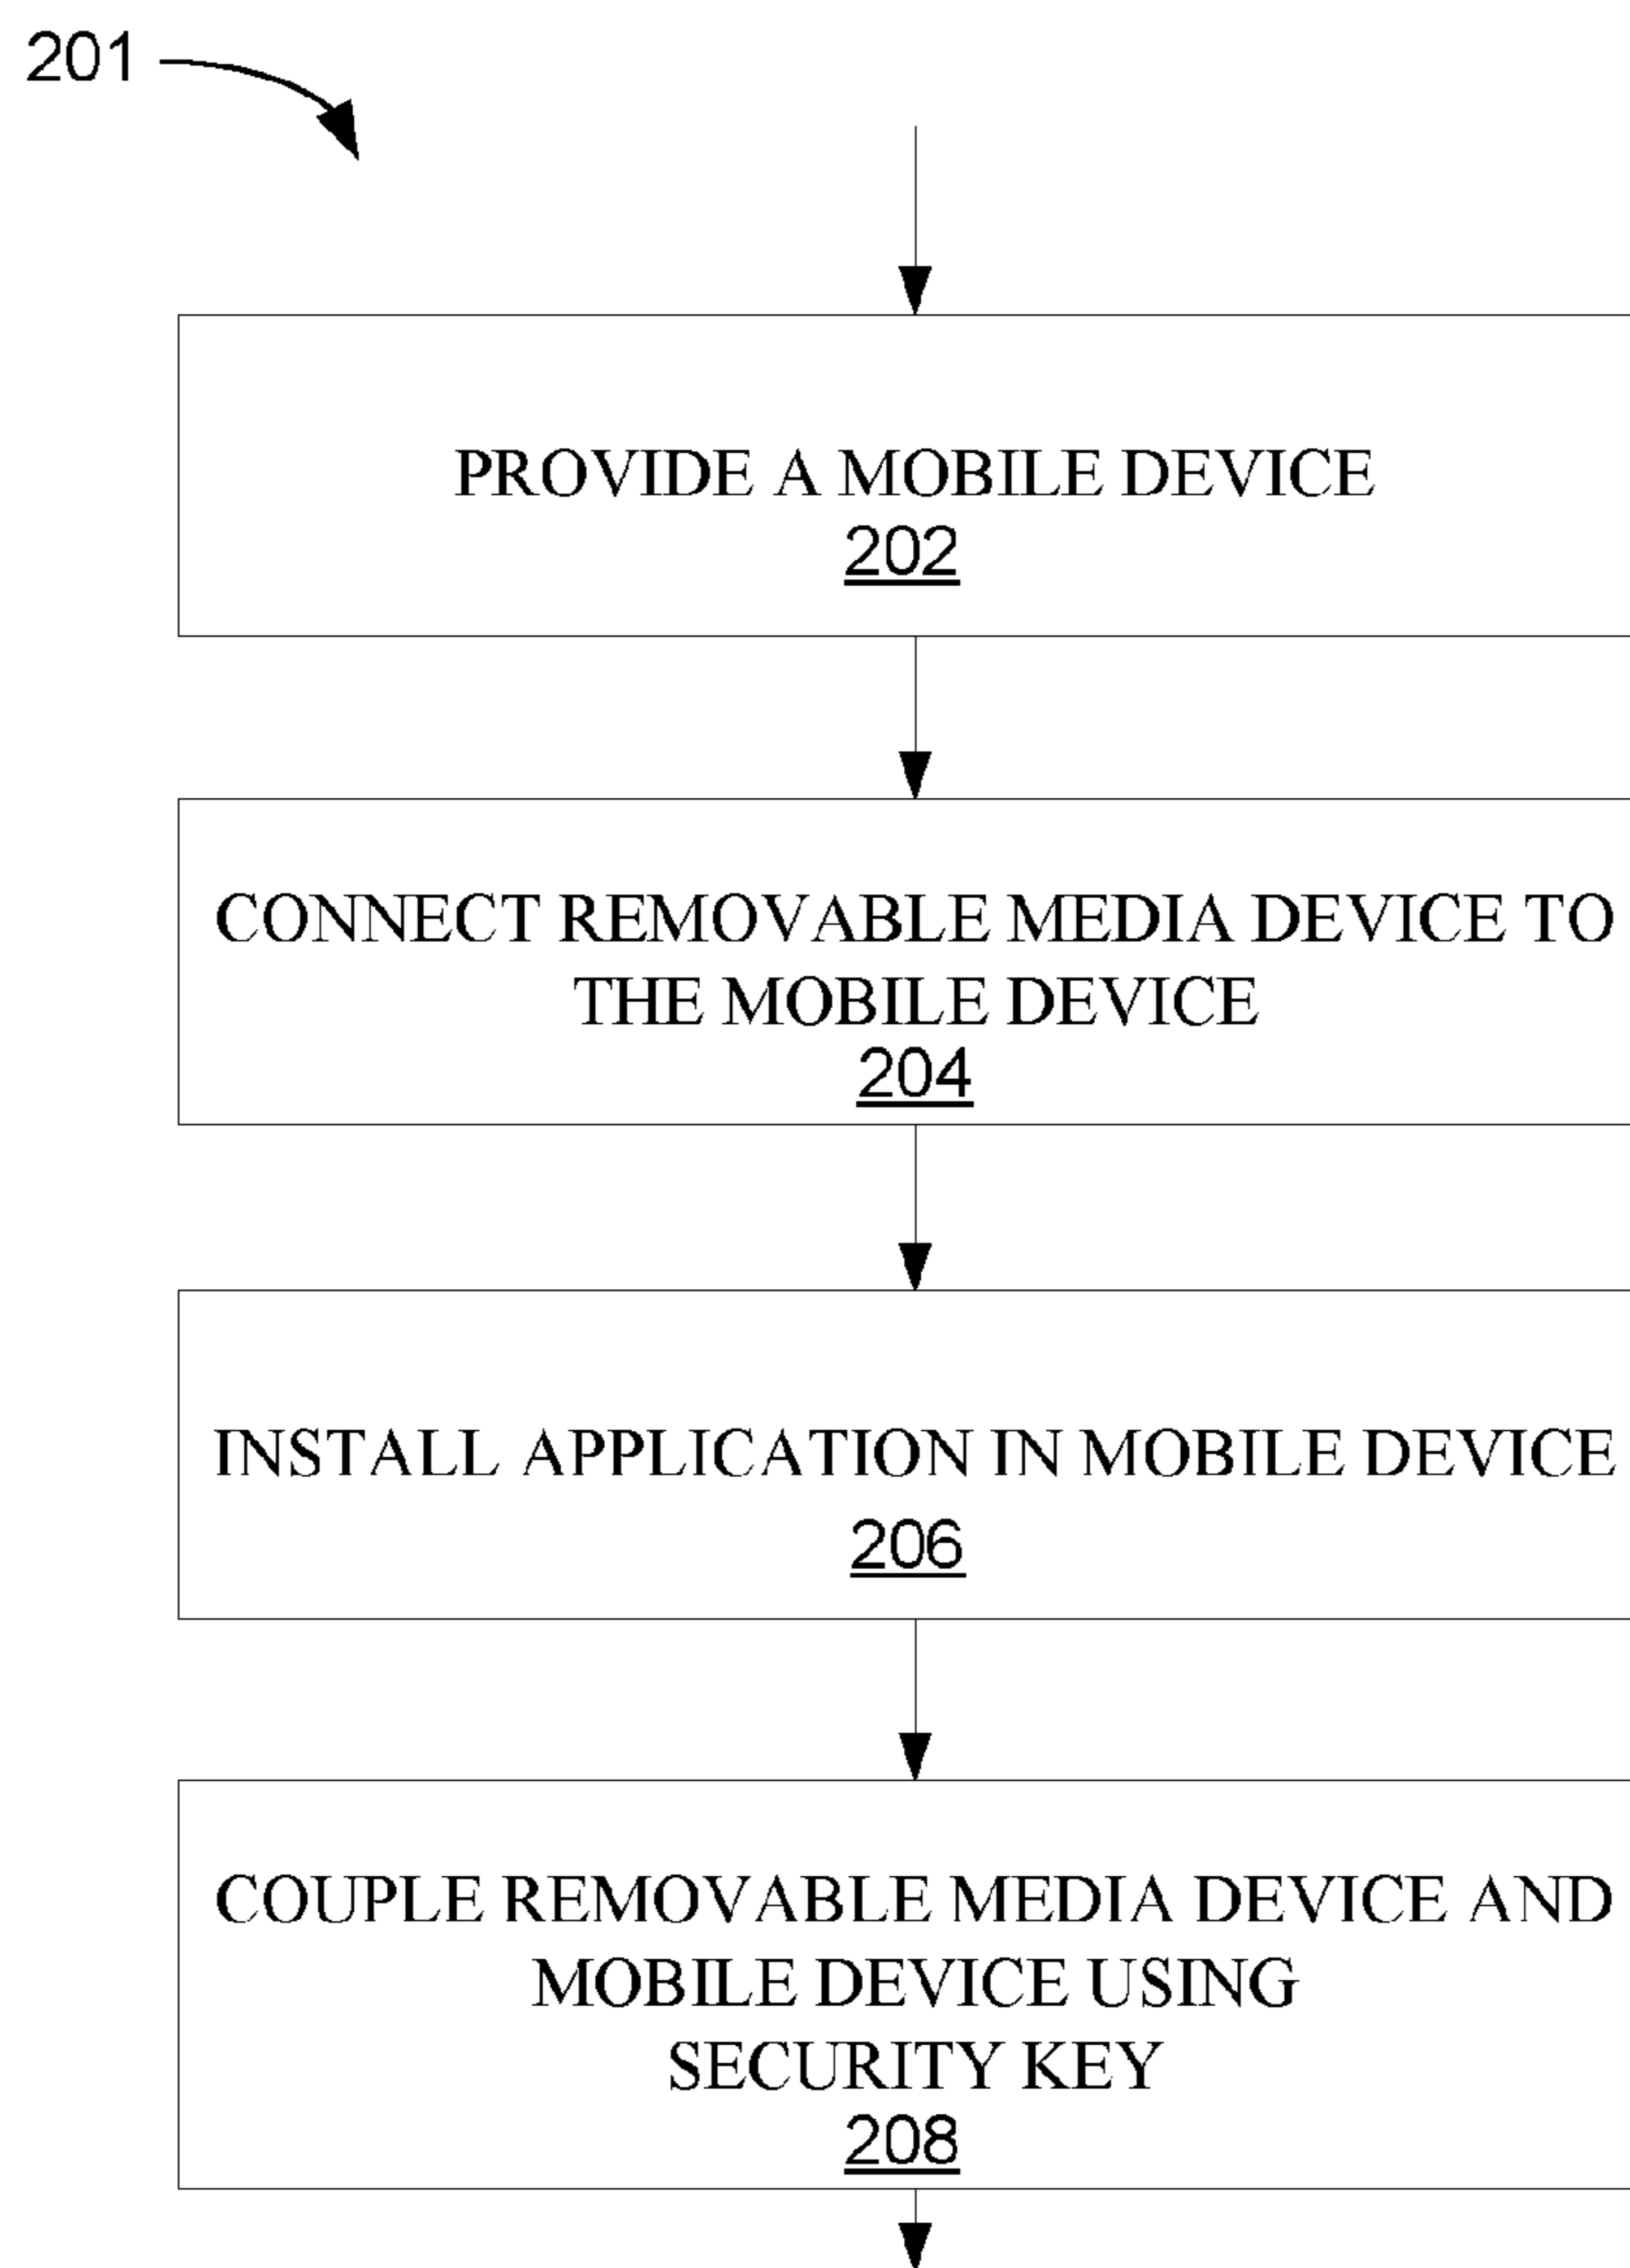 201
PROVIDE A MOBILE DEVICE
202
CONNECT REMOVABLE MEDIA DEVICE TO
THE MOBILE DEVICE
204
INSTALL APPLICATION IN MOBILE DEVICE
206
COUPLE REMOVABLE MEDIA DEVICE AND
MOBILE DEVICE USING
SECURITY KEY
208